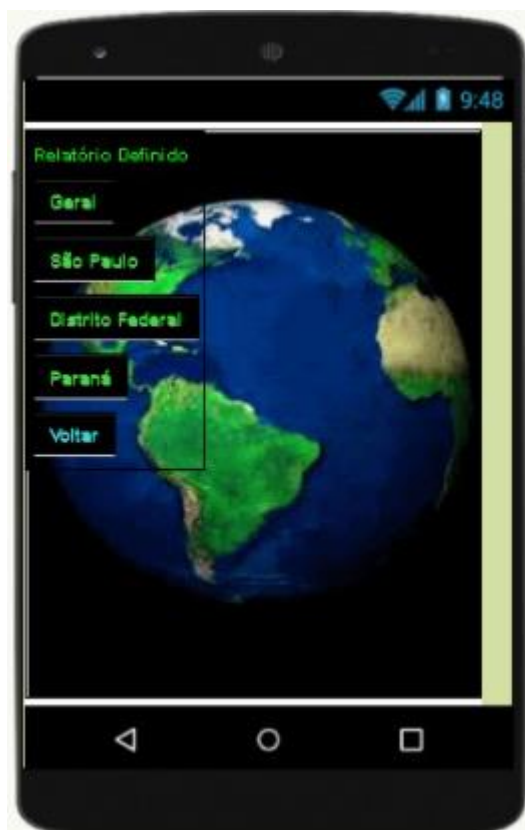 9:48
Relatório Definido
Geral
São Paulo
Distrito Federal
Paraná
Voltar